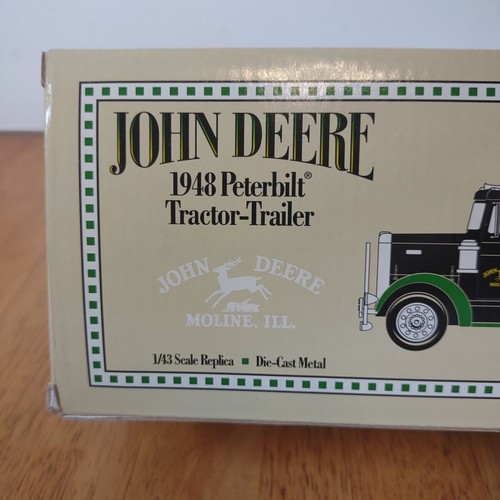 JOHN DEERE
1948 Peterbilt®
Tractor-Trailer
JOHN DEERE
MOLINE, ILL.
1/43 Scale Replica ■ Die-Cast Metal